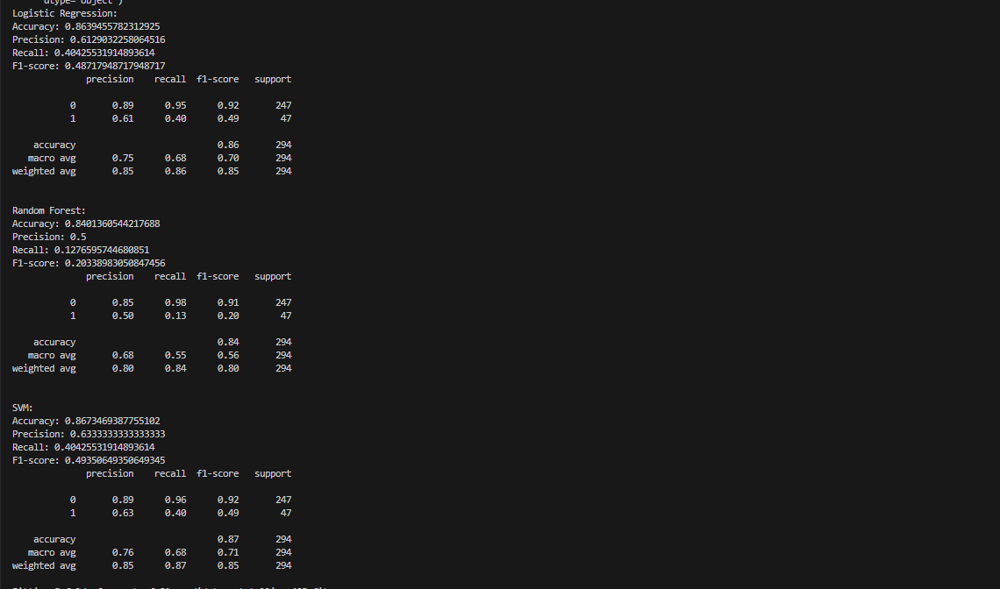 dtype='object')
Logistic Regression:
Accuracy: 0.8639455782312925
Precision: 0.6129032258064516
Recall: 0.40425531914893614
F1-score: 0.48717948717948717
precision recall f1-score support
0 0.89 0.95 0.92 247
1 0.61 0.40 0.49 47
accuracy 0.86 294
macro avg 0.75 0.68 0.70 294
weighted avg 0.85 0.86 0.85 294
Random Forest:
Accuracy: 0.8401360544217688
Precision: 0.5
Recall: 0.1276595744680851
F1-score: 0.20338983050847456
precision recall f1-score support
0 0.85 0.98 0.91 247
1 0.50 0.13 0.20 47
accuracy 0.84 294
macro avg 0.68 0.55 0.56 294
weighted avg 0.80 0.84 0.80 294
SVM:
Accuracy: 0.8673469387755102
Precision: 0.6333333333333333
Recall: 0.40425531914893614
F1-score: 0.4935064935064935​​
precision recall f1-score support
0 0.89 0.96 0.92 247
1 0.63 0.40 0.49 47
accuracy 0.87 294
macro avg 0.76 0.68 0.71 294
weighted avg 0.85 0.87 0.85 294